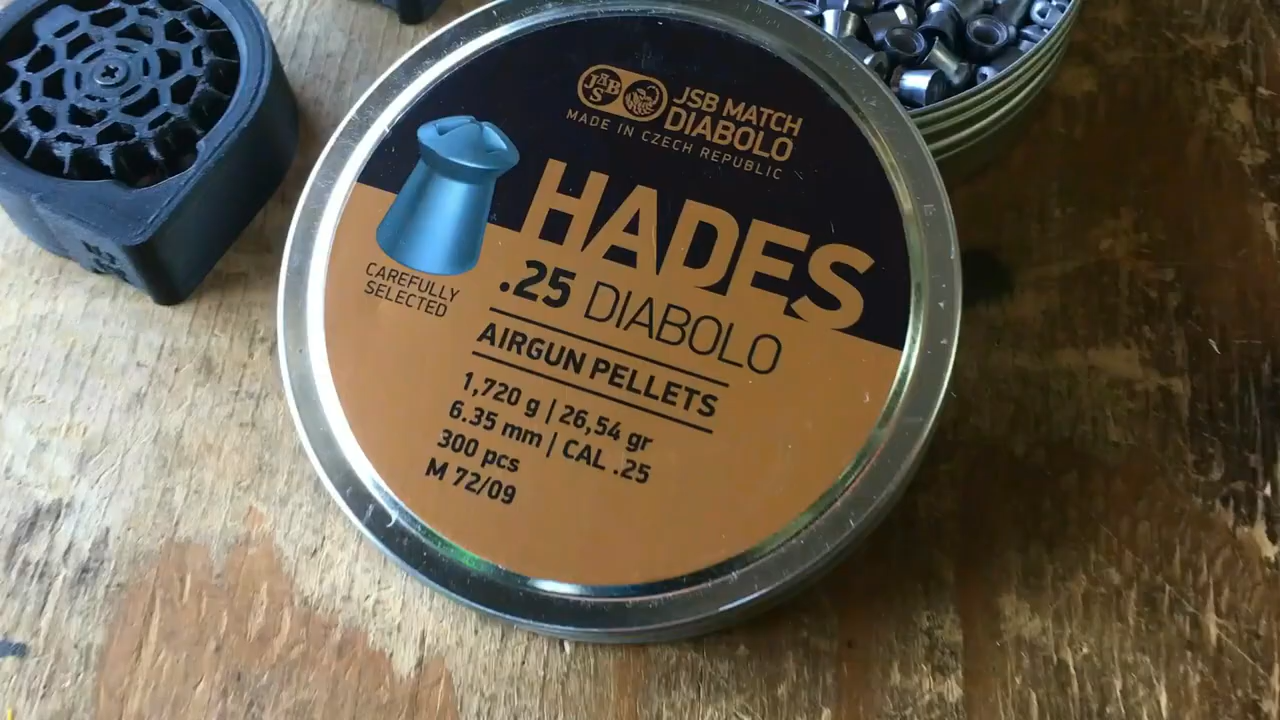 JSB
JSB MATCH
DIABOLO
MADE IN CZECH REPUBLIC
HADES
.25 DIABOLO
CAREFULLY
SELECTED
AIRGUN PELLETS
1,720 g | 26,54 gr
6.35 mm | CAL .25
300 pcs
M 72/09